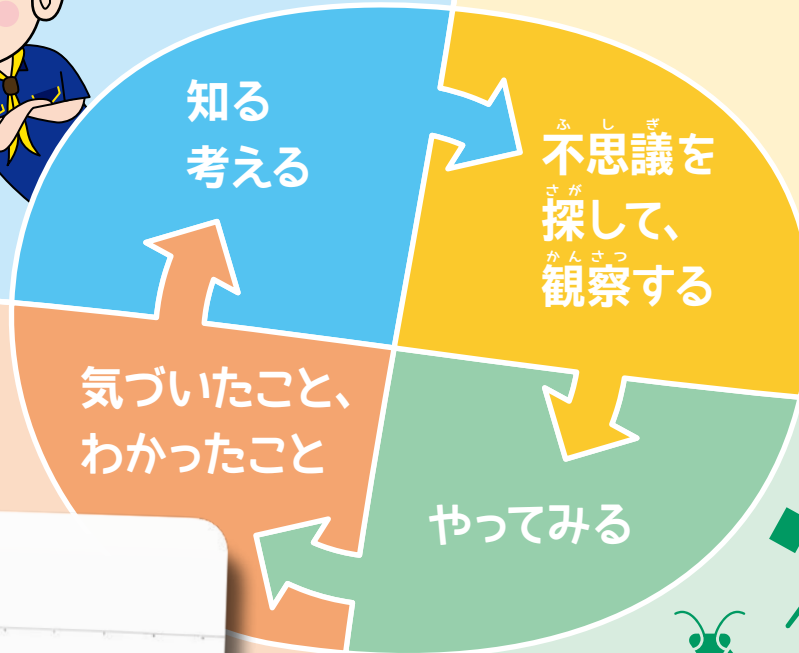 知る
考える
ふしぎ
不思議を
さが
探して、
かんさつ
観察する
気づいたこと、
わかったこと
やってみる